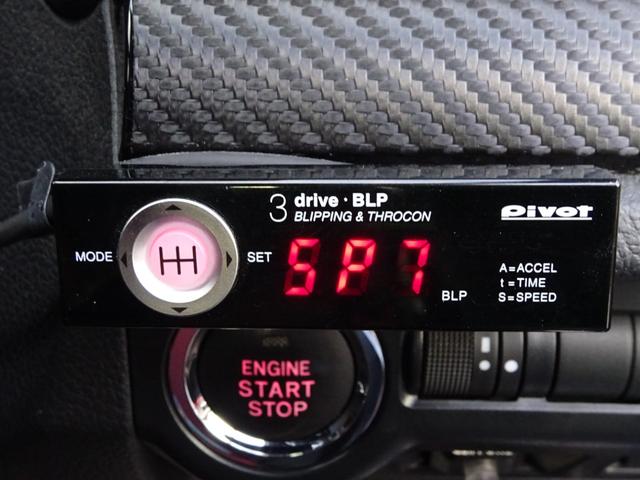 3 drive・BLP
BLIPPING & THROCON
Pivot
MODE
SET
SP7
BLP
A=ACCEL
t=TIME
S=SPEED
ENGINE
START
STOP